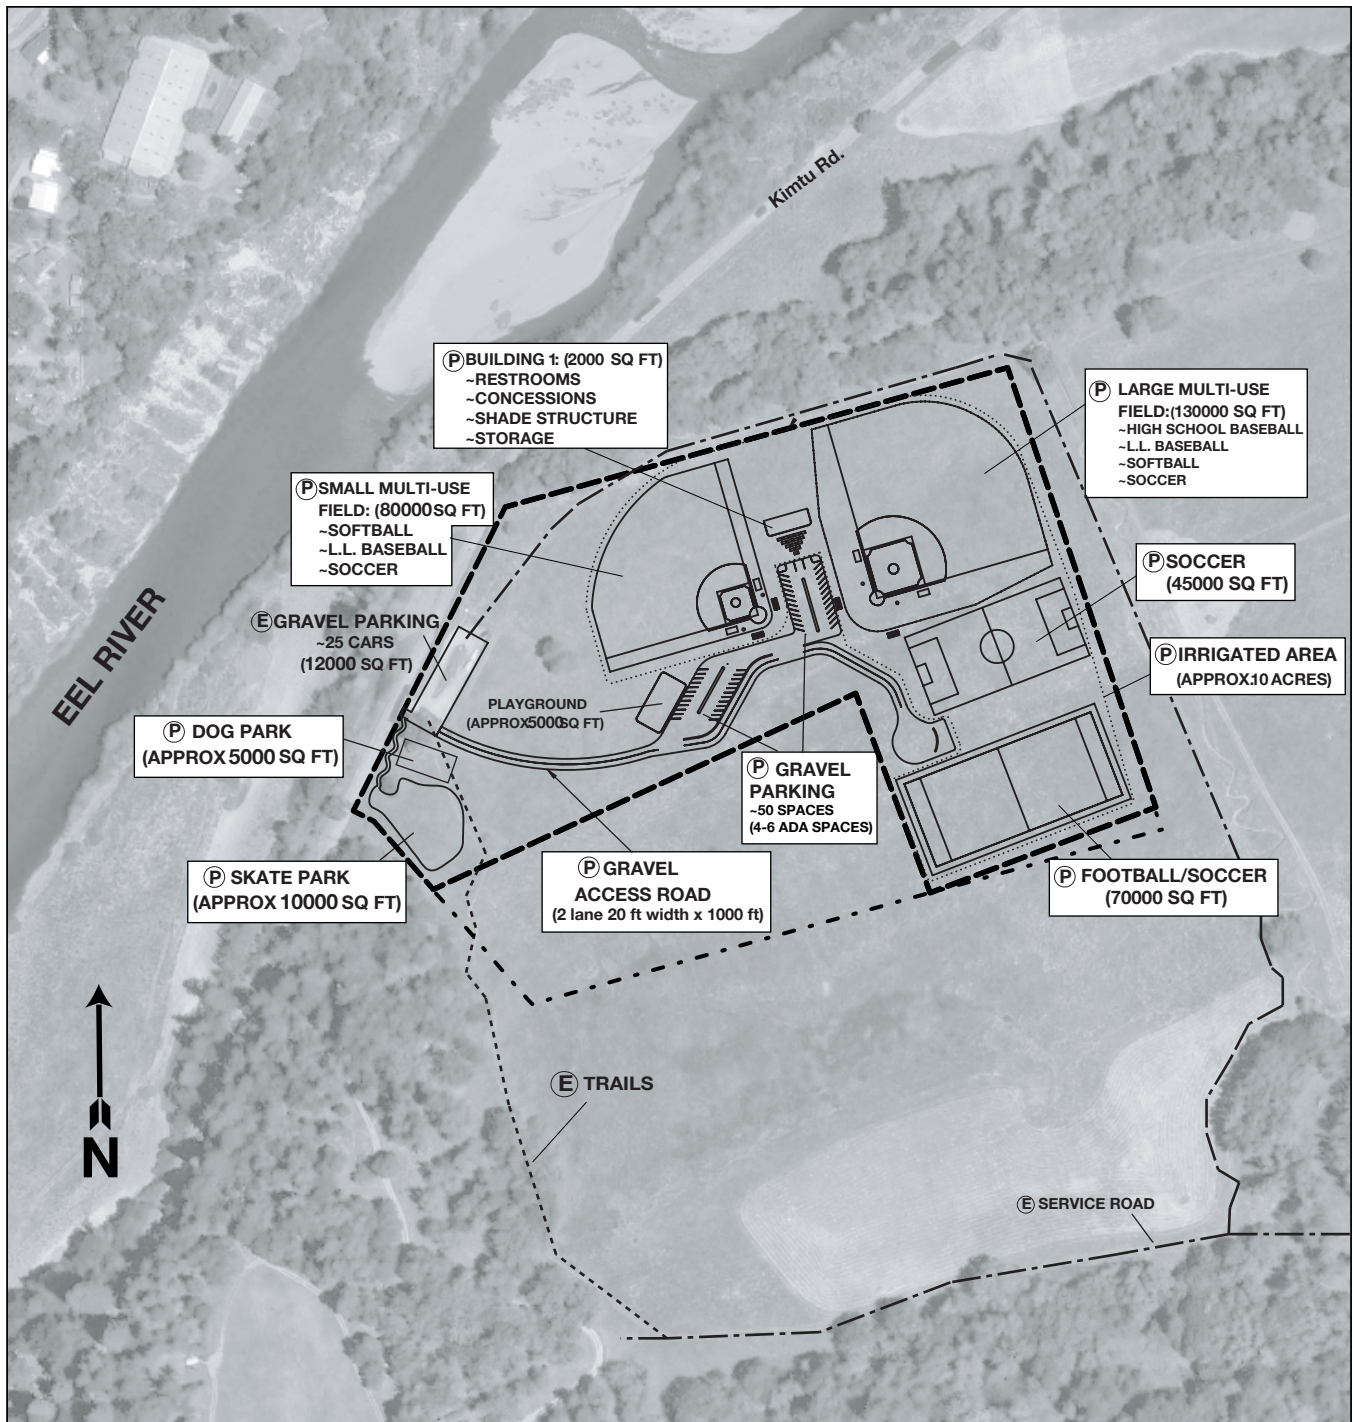 Kimtu Rd.
Ⓟ BUILDING 1: (2000 SQ FT)
~RESTROOMS
~CONCESSIONS
~SHADE STRUCTURE
~STORAGE
Ⓟ LARGE MULTI-USE
FIELD:(130000 SQ FT)
~HIGH SCHOOL BASEBALL
~L.L. BASEBALL
~SOFTBALL
~SOCCER
Ⓟ SMALL MULTI-USE
FIELD: (80000 SQ FT)
~SOFTBALL
~L.L. BASEBALL
~SOCCER
Ⓟ SOCCER
(45000 SQ FT)
EEL RIVER
Ⓔ GRAVEL PARKING
~25 CARS
(12000 SQ FT)
Ⓟ IRRIGATED AREA
(APPROX.10 ACRES)
PLAYGROUND
(APPROX5000SQ FT)
Ⓟ DOG PARK
(APPROX 5000 SQ FT)
Ⓟ GRAVEL
PARKING
~50 SPACES
(4-6 ADA SPACES)
Ⓟ SKATE PARK
(APPROX 10000 SQ FT)
Ⓟ GRAVEL
ACCESS ROAD
(2 lane 20 ft width x 1000 ft)
Ⓟ FOOTBALL/SOCCER
(70000 SQ FT)
N
Ⓔ TRAILS
Ⓔ SERVICE ROAD